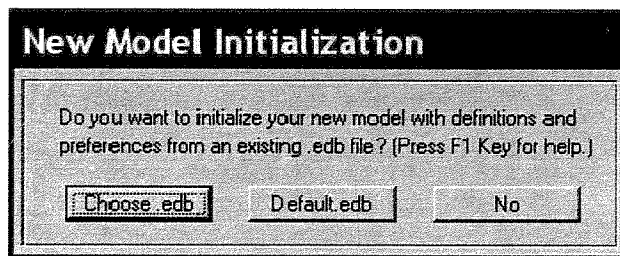 New Model Initialization
Do you want to initialize your new model with definitions and
preferences from an existing .edb file? (Press F1 Key for help.)
Choose .edb
Default.edb
No